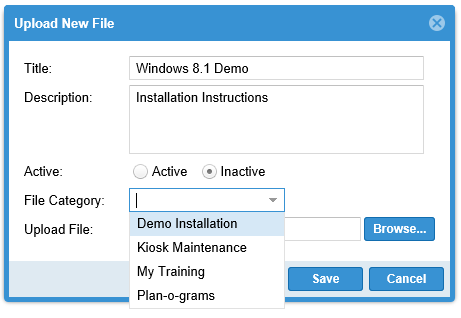 Upload New File
Title: Windows 8.1 Demo
Description: Installation Instructions
Active: Active Inactive
File Category:
Upload File: Browse...
Demo Installation
Kiosk Maintenance
My Training
Plan-o-grams
Save Cancel